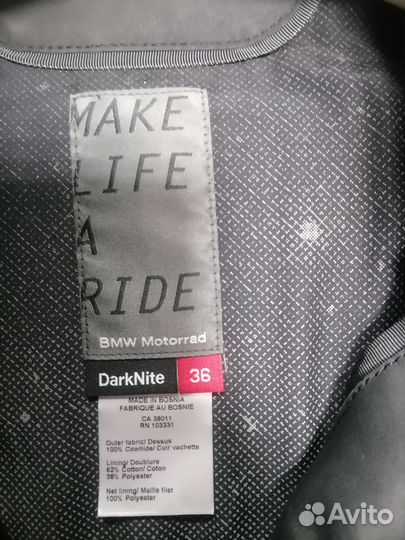 MAKE
LIFE
A
RIDE
BMW Motorrad
DarkNite 36
MADE IN BOSNIA
FABRIQUE AU BOSNIE
CA 39011
RN 103331
Outer fabric/ Dessus
100% Cowhide/ Cuir vachette
Lining/ Doublure
62% Cotton/ Coton
38% Polyester
Net lining/ Maille filet
100% Polyester
Avito